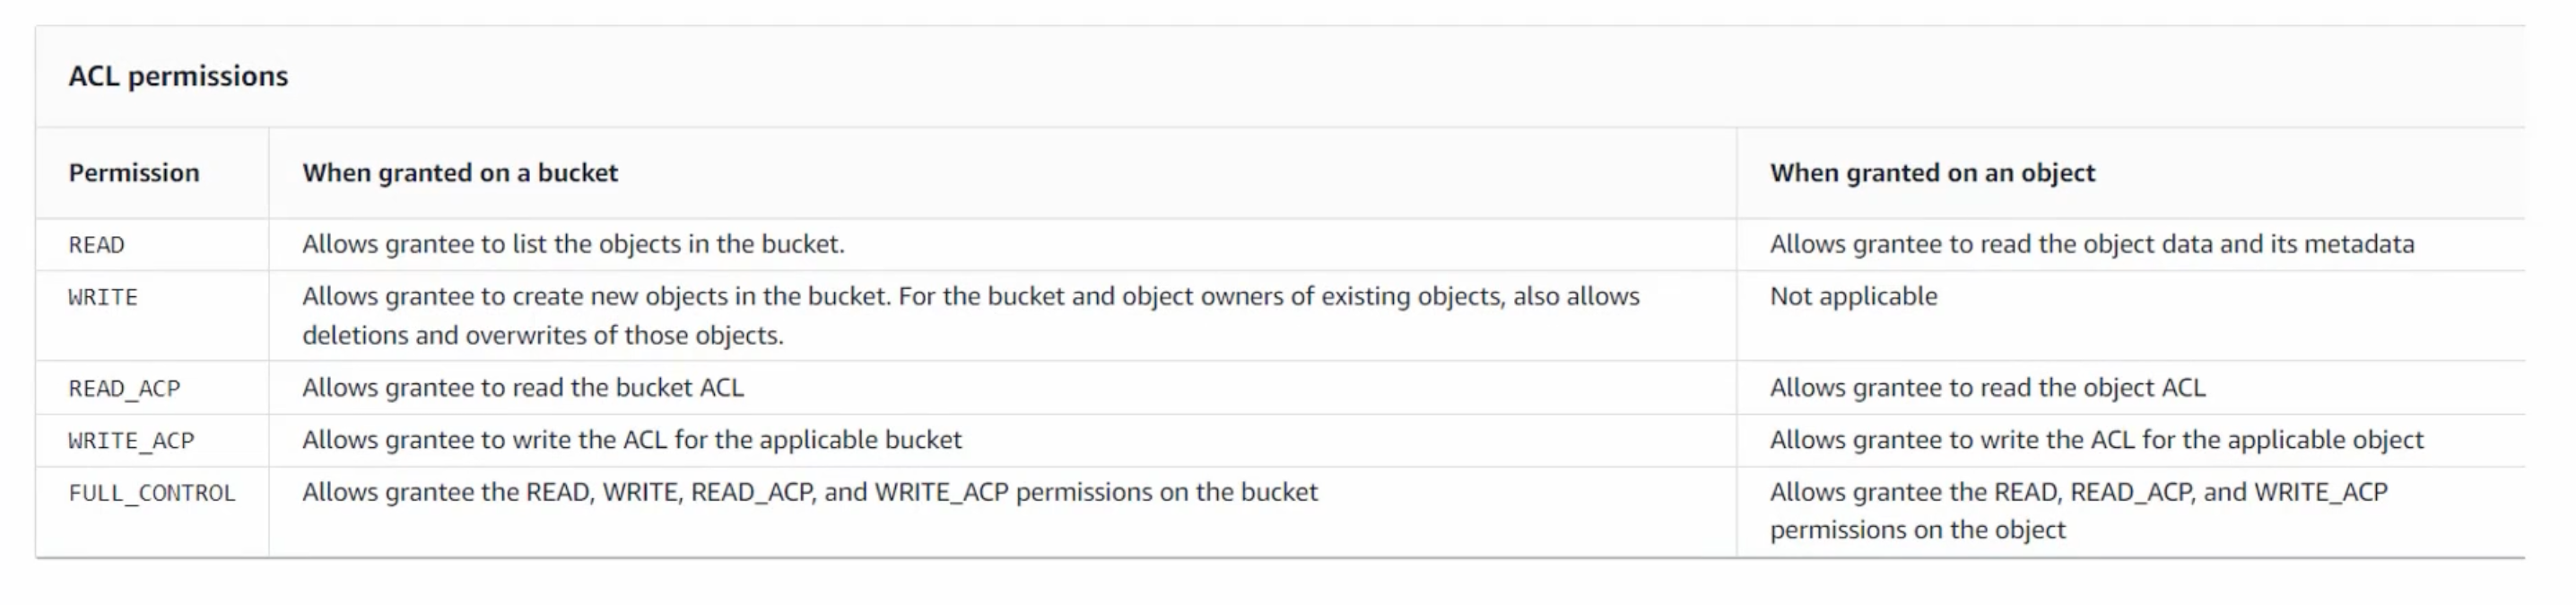 ACL permissions
Permission When granted on a bucket When granted on an object
READ Allows grantee to list the objects in the bucket. Allows grantee to read the object data and its metadata
WRITE Allows grantee to create new objects in the bucket. For the bucket and object owners of existing objects, also allows Not applicable
deletions and overwrites of those objects.
READ_ACP Allows grantee to read the bucket ACL Allows grantee to read the object ACL
WRITE_ACP Allows grantee to write the ACL for the applicable bucket Allows grantee to write the ACL for the applicable object
FULL_CONTROL Allows grantee the READ, WRITE, READ_ACP, and WRITE_ACP permissions on the bucket Allows grantee the READ, READ_ACP, and WRITE_ACP
permissions on the object